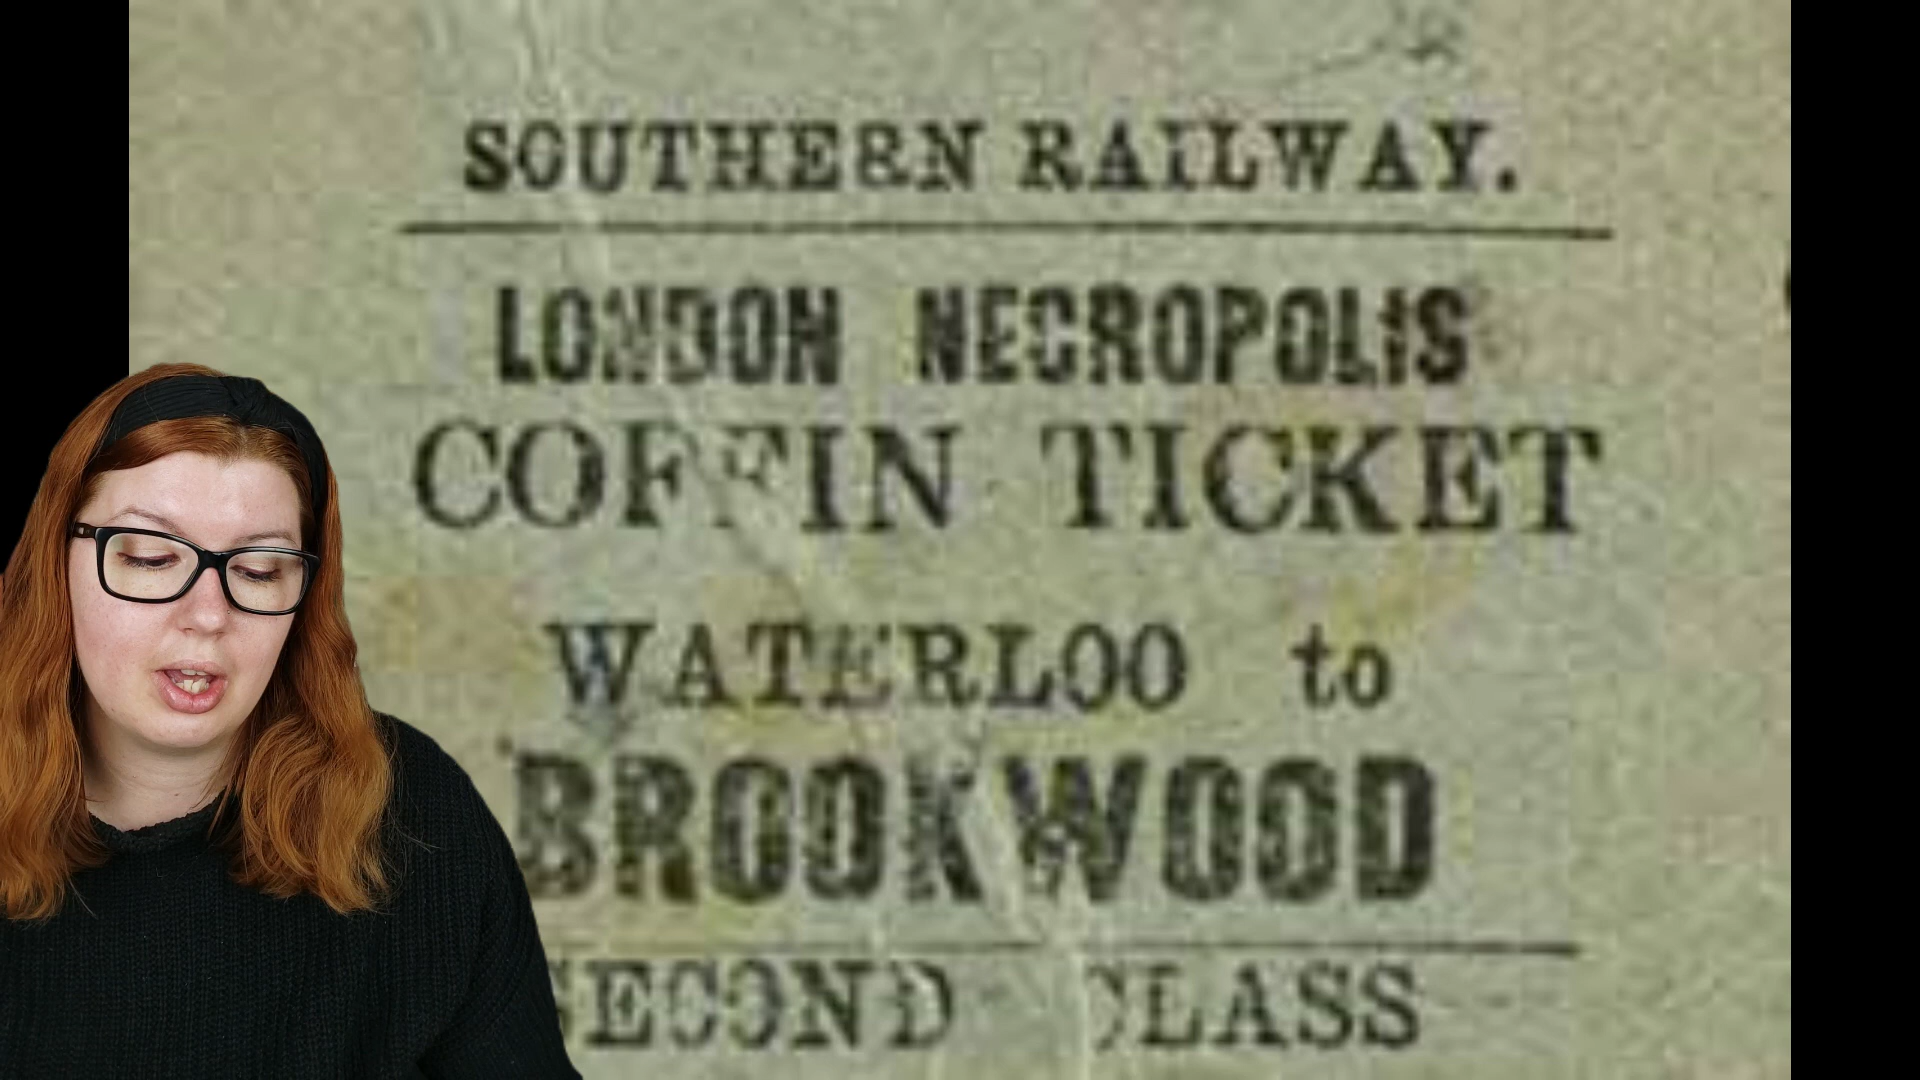 SOUTHERN RAILWAY.
LONDON NECROPOLIS
COFFIN TICKET
WATERLOO to
BROOKWOOD
SECOND CLASS